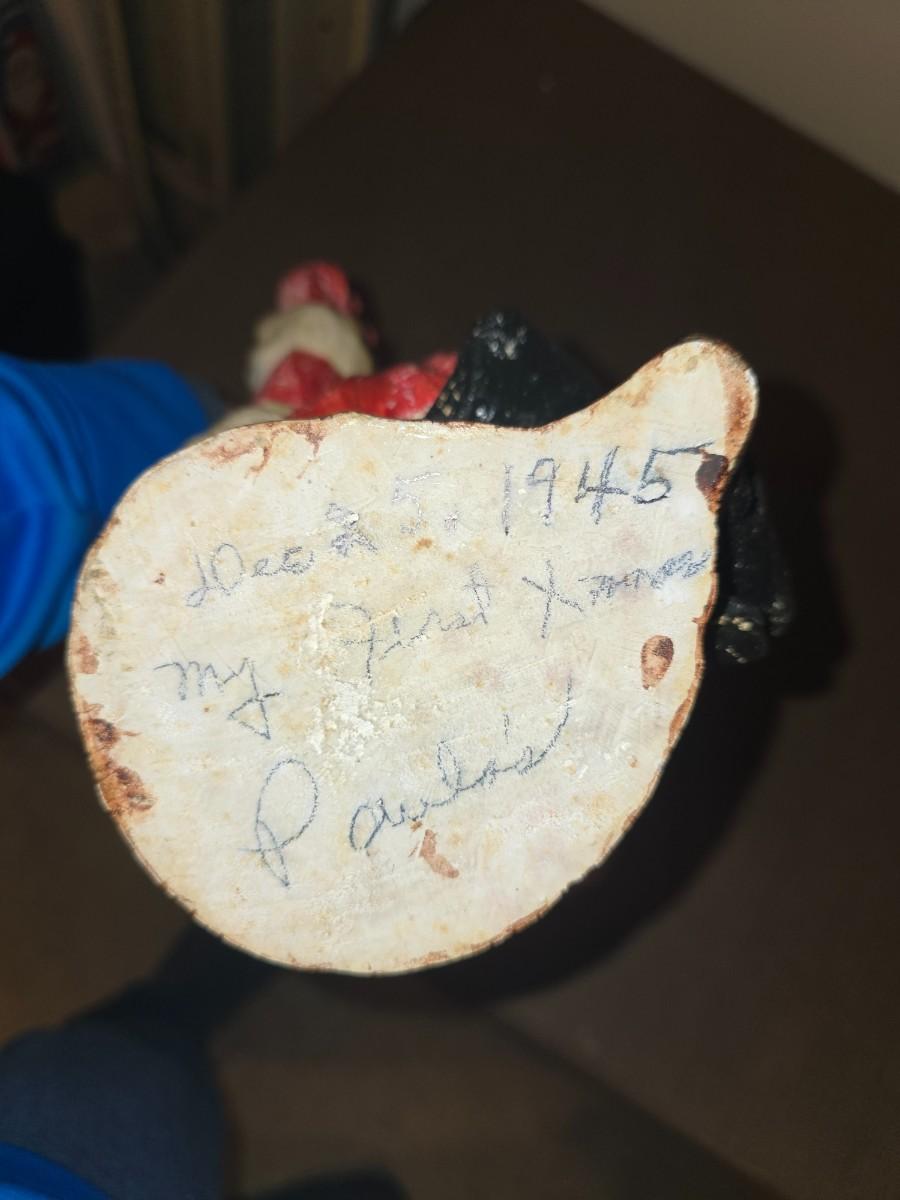 Dec 25, 1945
My First Xmas
Paula's